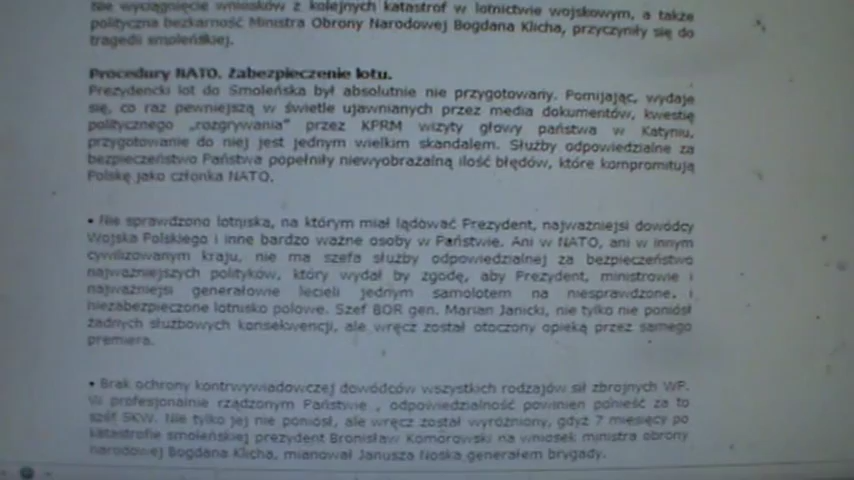 Nie wyciągnięcie wniosków z kolejnych katastrof w lotnictwie wojskowym, a także
polityczna bezkarność Ministra Obrony Narodowej Bogdana Klicha, przyczyniły się do
tragedii smoleńskiej.
Procedury NATO. Zabezpieczenie lotu.
Prezydencki lot do Smoleńska był absolutnie nie przygotowany. Pomijając, wydaje
się, co raz pewniejszą w świetle ujawnianych przez media dokumentów, kwestię
politycznego „rozgrywania” przez KPRM wizyty głowy państwa w Katyniu,
przygotowanie do niej jest jednym wielkim skandalem. Służby odpowiedzialne za
bezpieczeństwo Państwa popełniły niewyobrażalną ilość błędów, które kompromitują
Polskę jako członka NATO.
• Nie sprawdzono lotniska, na którym miał lądować Prezydent, najważniejsi dowódcy
Wojska Polskiego i inne bardzo ważne osoby w Państwie. Ani w NATO, ani w innym
cywilizowanym kraju, nie ma szefa służby odpowiedzialnej za bezpieczeństwo
najważniejszych polityków, który wydał by zgodę, aby Prezydent, ministrowie i
najważniejsi generałowie lecieli jednym samolotem na niesprawdzone, i
niezabezpieczone lotnisko polowe. Szef BOR gen. Marian Janicki, nie tylko nie poniósł
żadnych służbowych konsekwencji, ale wręcz został otoczony opieką przez samego
premiera.
• Brak ochrony kontrwywiadowczej dowódców wszystkich rodzajów sił zbrojnych WP.
W profesjonalnie rządzonym Państwie , odpowiedzialność powinien ponieść za to
szef SKW. Nie tylko jej nie poniósł, ale wręcz został wyróżniony, gdyż 7 miesięcy po
katastrofie smoleńskiej prezydent Bronisław Komorowski na wniosek ministra obrony
narodowej Bogdana Klicha, mianował Janusza Noska generałem brygady.